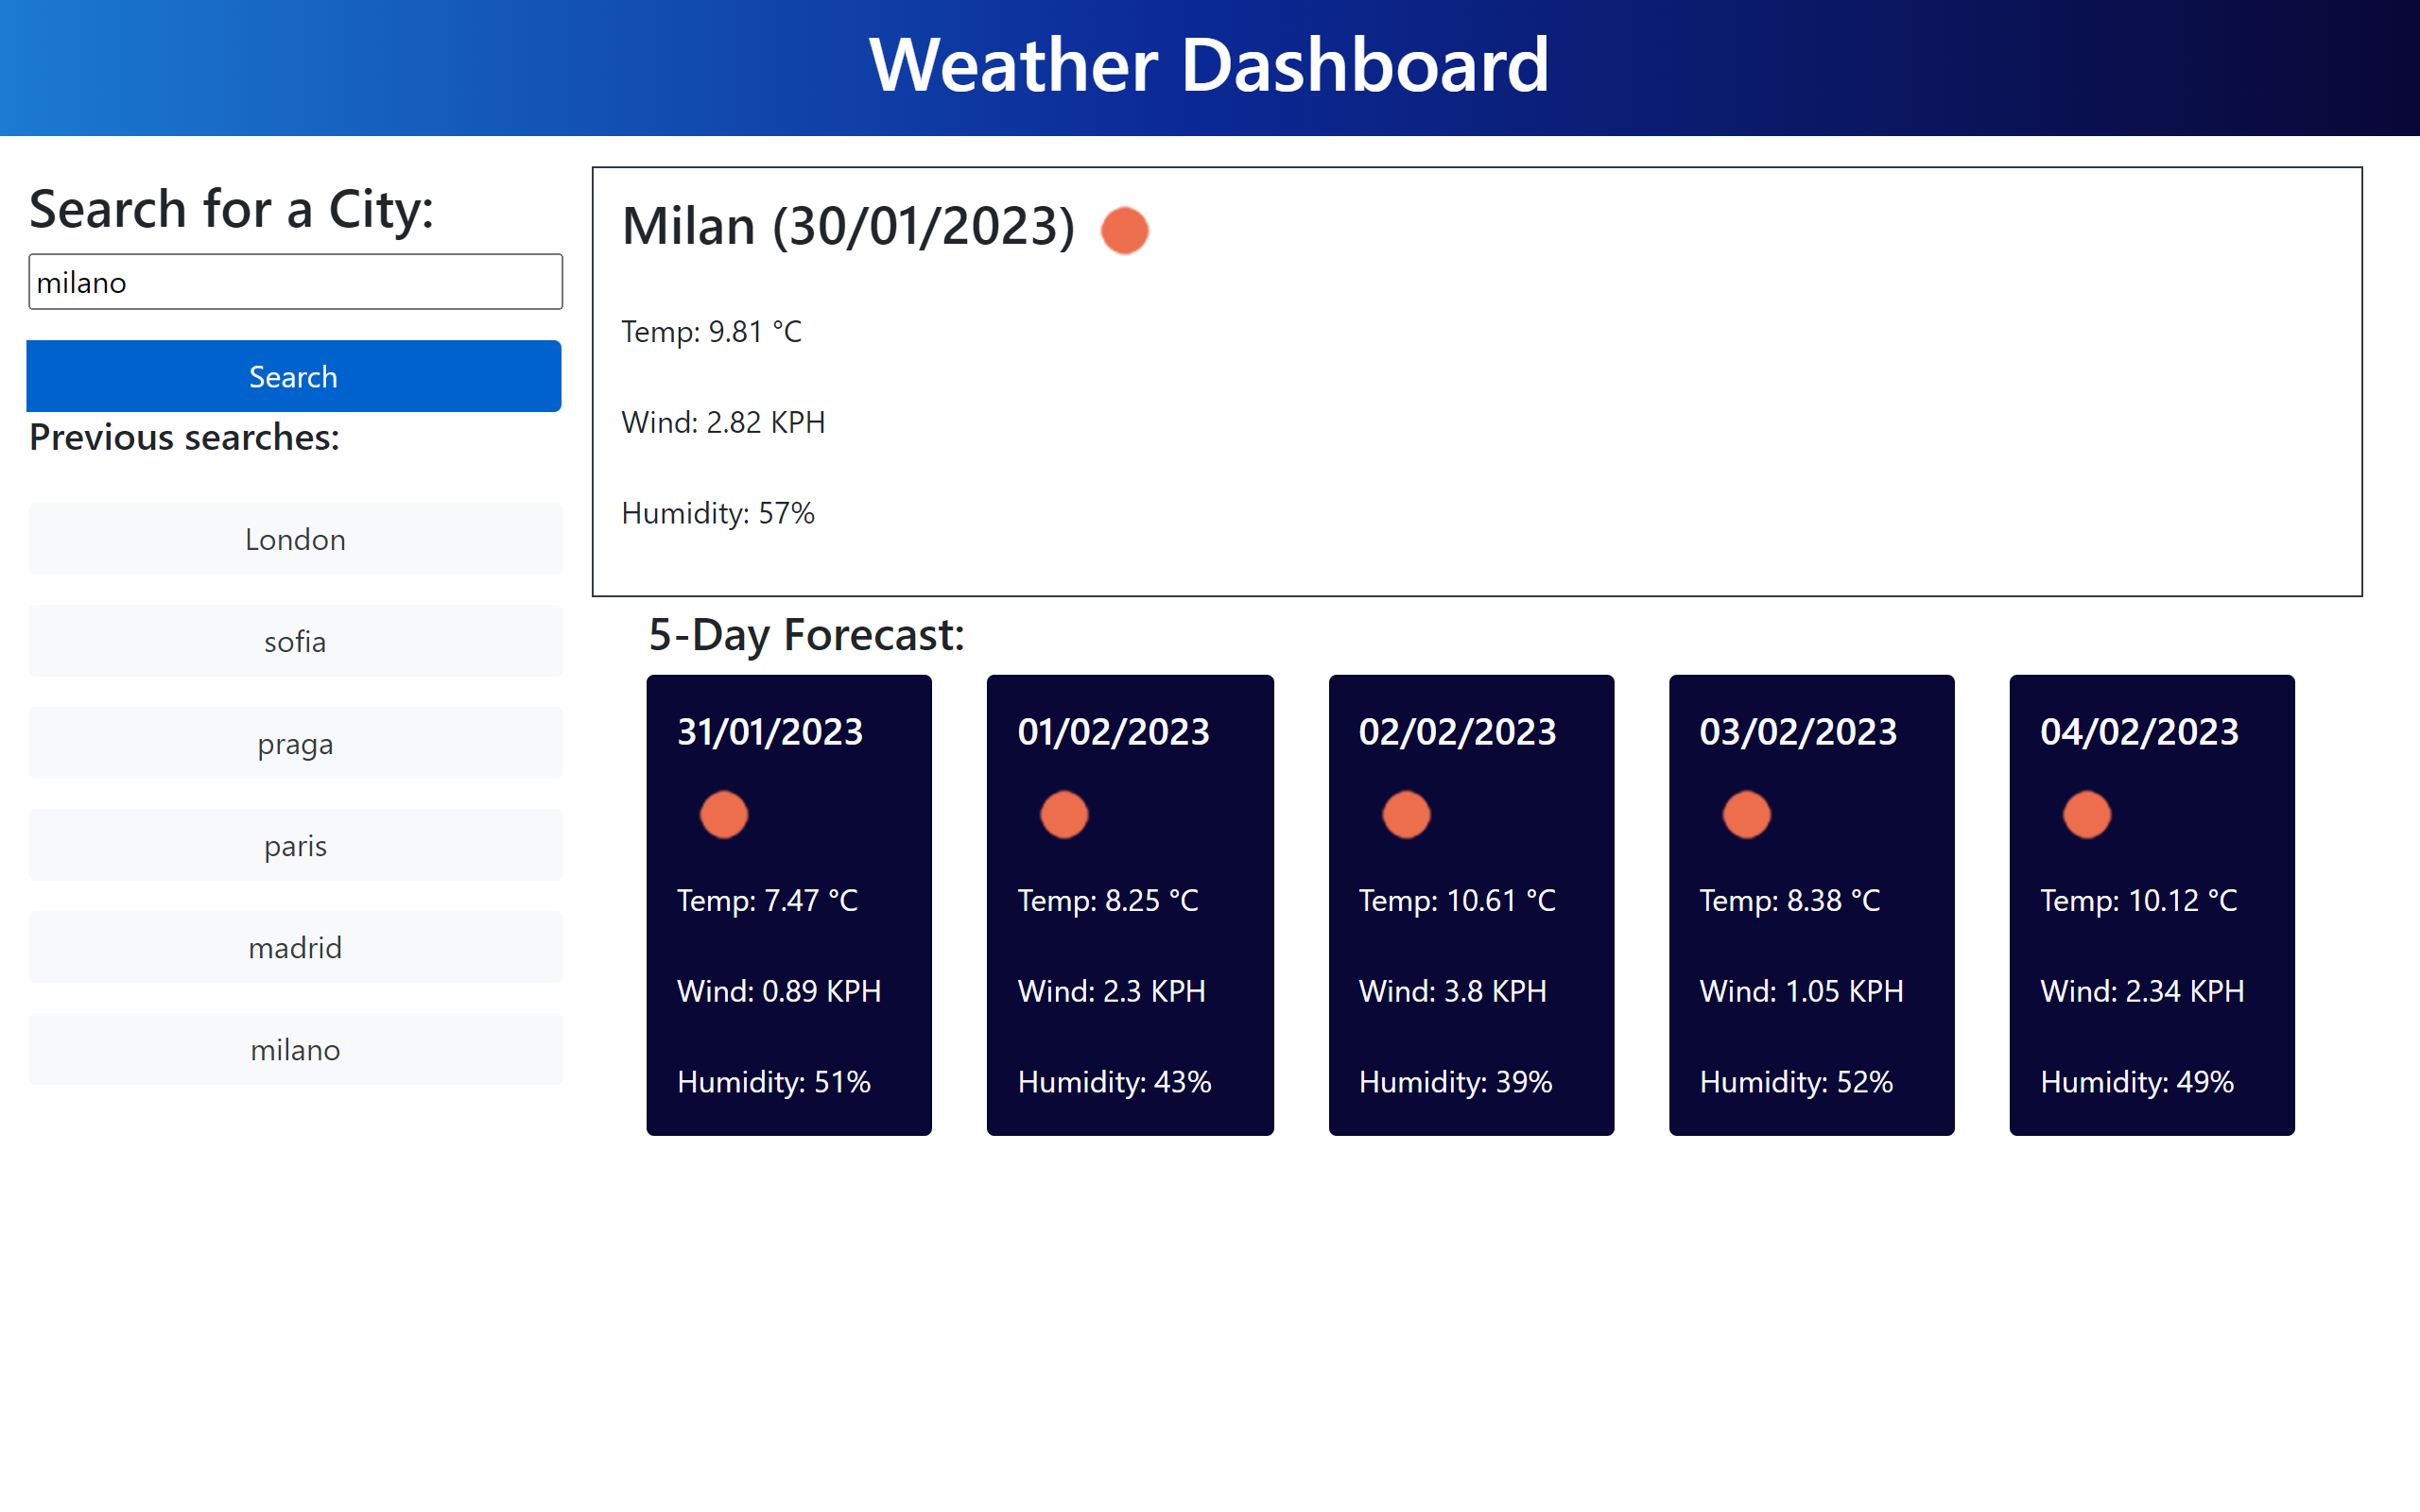 Weather Dashboard
Search for a City:
milano
Search
Previous searches:
London
sofia
praga
paris
madrid
milano
Milan (30/01/2023)
Temp: 9.81 °C
Wind: 2.82 KPH
Humidity: 57%
5-Day Forecast:
31/01/2023
Temp: 7.47 °C
Wind: 0.89 KPH
Humidity: 51%
01/02/2023
Temp: 8.25 °C
Wind: 2.3 KPH
Humidity: 43%
02/02/2023
Temp: 10.61 °C
Wind: 3.8 KPH
Humidity: 39%
03/02/2023
Temp: 8.38 °C
Wind: 1.05 KPH
Humidity: 52%
04/02/2023
Temp: 10.12 °C
Wind: 2.34 KPH
Humidity: 49%